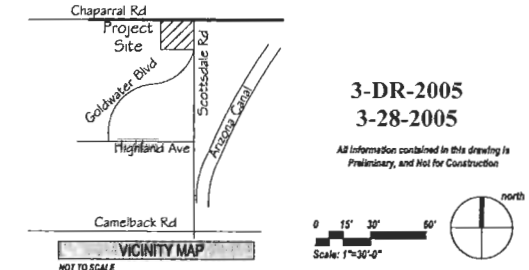 Chaparral Rd
Project
Site
Goldwater Blvd
Scottsdale Rd
Arizona Canal
Highland Ave
Camelback Rd
VICINITY MAP
NOT TO SCALE
3-DR-2005
3-28-2005
All information contained in this drawing is
Preliminary, and Not for Construction
north
0 15' 30' 60'
Scale: 1"=30'-0"